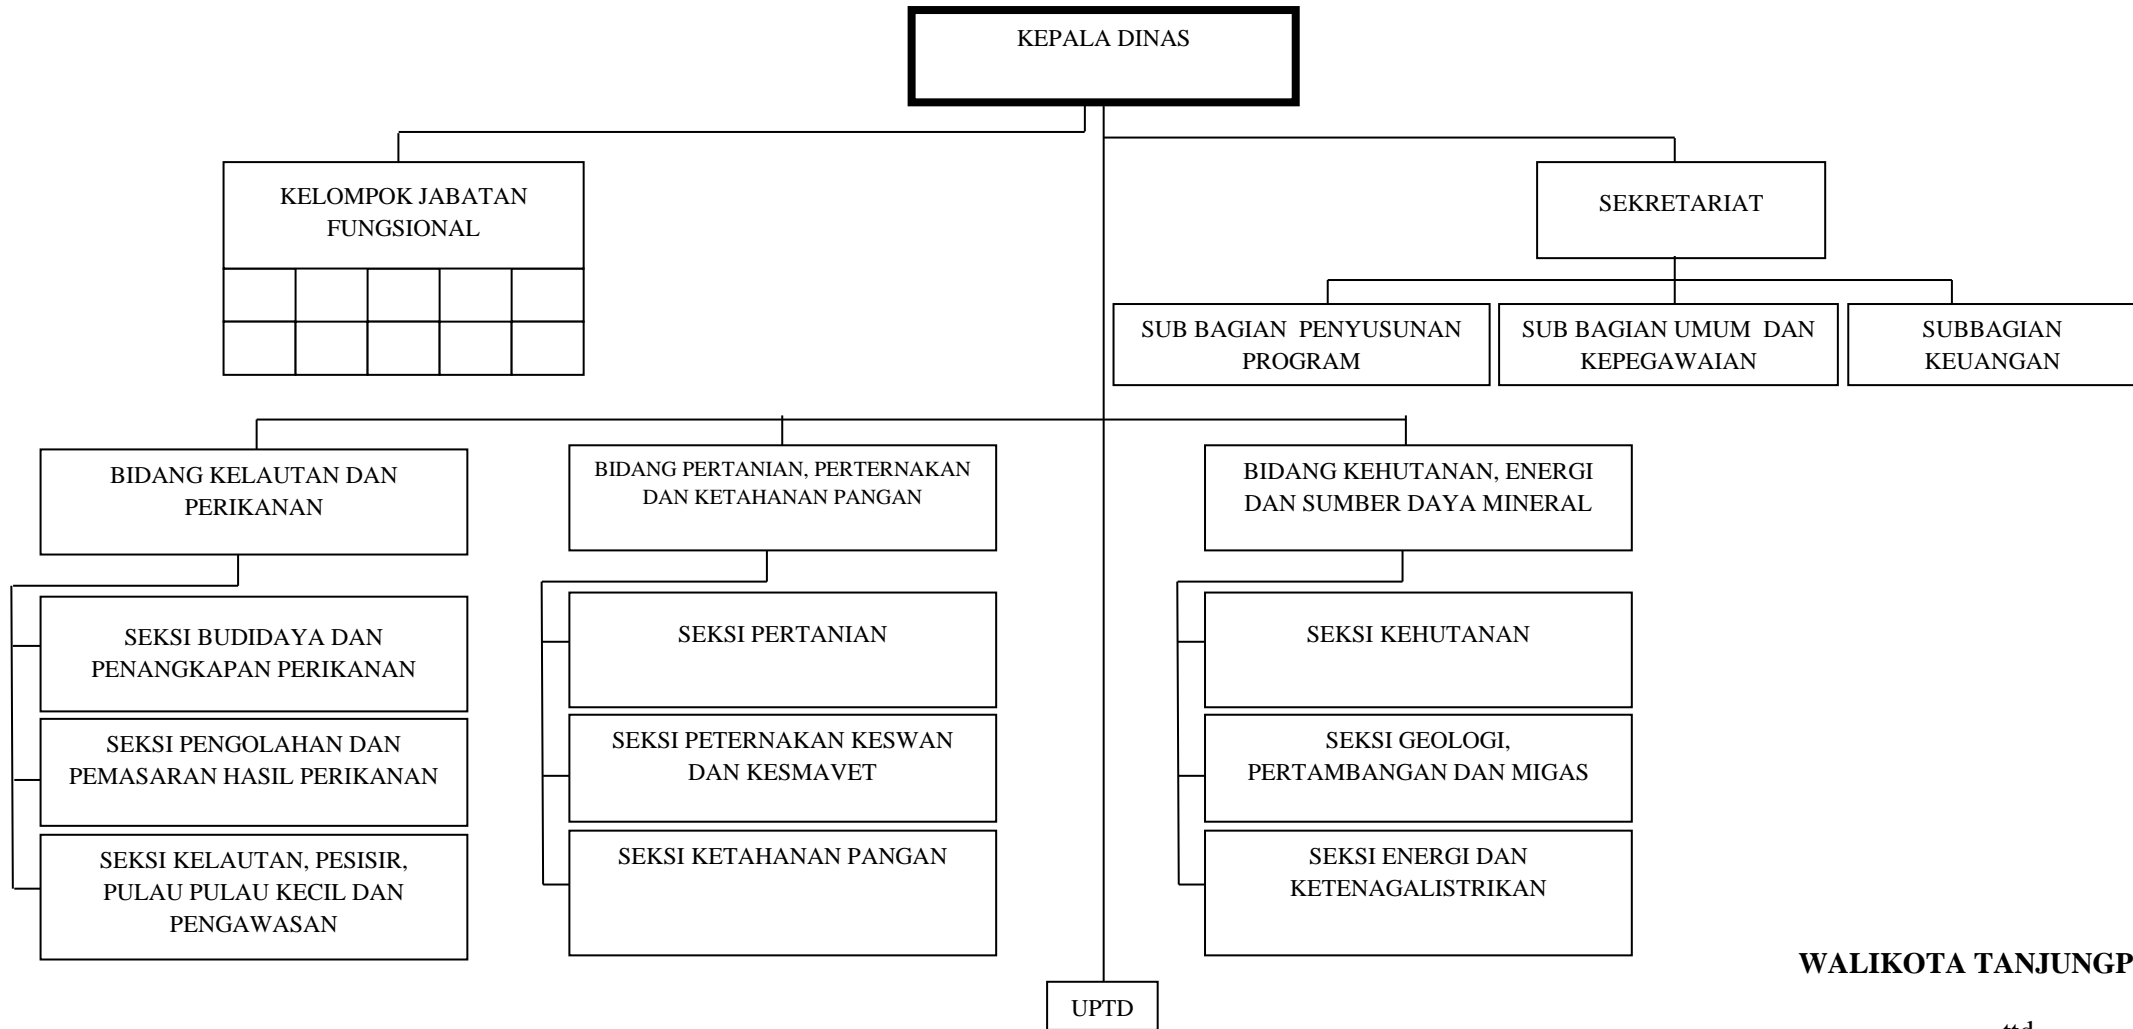 KEPALA DINAS
KELOMPOK JABATAN
FUNGSIONAL
SEKRETARIAT
SUB BAGIAN PENYUSUNAN
PROGRAM
SUB BAGIAN UMUM DAN
KEPEGAWAIAN
SUBBAGIAN
KEUANGAN
BIDANG KELAUTAN DAN
PERIKANAN
BIDANG PERTANIAN, PERTERNAKAN
DAN KETAHANAN PANGAN
BIDANG KEHUTANAN, ENERGI
DAN SUMBER DAYA MINERAL
SEKSI BUDIDAYA DAN
PENANGKAPAN PERIKANAN
SEKSI PENGOLAHAN DAN
PEMASARAN HASIL PERIKANAN
SEKSI KELAUTAN, PESISIR,
PULAU PULAU KECIL DAN
PENGAWASAN
SEKSI PERTANIAN
SEKSI PETERNAKAN KESWAN
DAN KESMAVET
SEKSI KETAHANAN PANGAN
SEKSI KEHUTANAN
SEKSI GEOLOGI,
PERTAMBANGAN DAN MIGAS
SEKSI ENERGI DAN
KETENAGALISTRIKAN
UPTD
WALIKOTA TANJUNGP
ttd